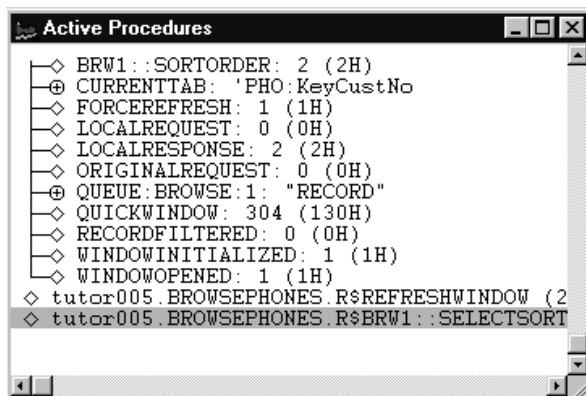 Active Procedures
BRW1::SORTORDER: 2 (2H)
CURRENTTAB: 'PHO:KeyCustNo
FORCEREFRESH: 1 (1H)
LOCALREQUEST: 0 (0H)
LOCALRESPONSE: 2 (2H)
ORIGINALREQUEST: 0 (0H)
QUEUE:BROWSE:1: "RECORD"
QUICKWINDOW: 304 (130H)
RECORDFILTERED: 0 (0H)
WINDOWINITIALIZED: 1 (1H)
WINDOWOPENED: 1 (1H)
tutor005.BROWSEPHONES.R$REFRESHWINDOW (2
tutor005.BROWSEPHONES.R$BRW1::SELECTSORT